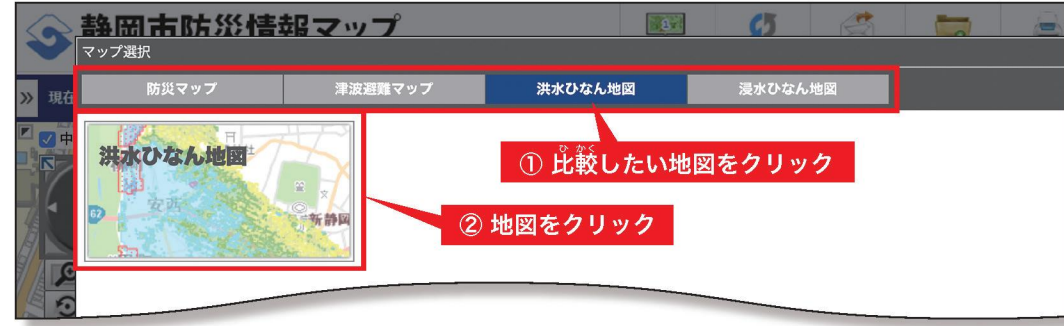 静岡市防災情報マップ
マップ選択
防災マップ
津波避難マップ
洪水ひなん地図
浸水ひなん地図
現在
中
洪水ひなん地図
安西
62
新静岡
ひかく
① 比較したい地図をクリック
② 地図をクリック